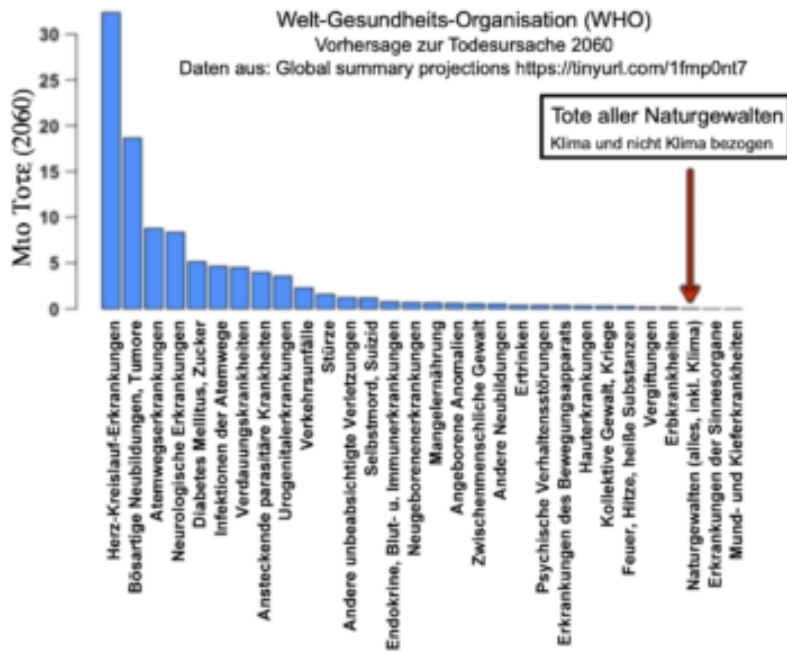 Welt-Gesundheits-Organisation (WHO)
Vorhersage zur Todesursache 2060
Daten aus: Global summary projections https://tinyurl.com/1fmp0nt7
Tote aller Naturgewalten
Klima und nicht Klima bezogen
Μιο Τοτε (2060)
30
25
20
15
10
5
0
Herz-Kreislauf-Erkrankungen
Bösartige Neubildungen, Tumore
Atemwegserkrankungen
Neurologische Erkrankungen
Diabetes Mellitus, Zucker
Infektionen der Atemwege
Verdauungskrankheiten
Ansteckende parasitäre Krankheiten
Urogenitalerkrankungen
Verkehrsunfälle
Stürze
Andere unbeabsichtigte Verletzungen
Selbstmord, Suizid
Endokrine, Blut- u. Immunerkrankungen
Neugeborenenerkrankungen
Mangelernährung
Angeborene Anomalien
Zwischenmenschliche Gewalt
Andere Neubildungen
Ertrinken
Psychische Verhaltensstörungen
Erkrankungen des Bewegungsapparats
Hauterkrankungen
Kollektive Gewalt, Kriege
Feuer, Hitze, heiße Substanzen
Vergiftungen
Erbkrankheiten
Naturgewalten (alles, inkl. Klima)
Erkrankungen der Sinnesorgane
Mund- und Kieferkrankheiten